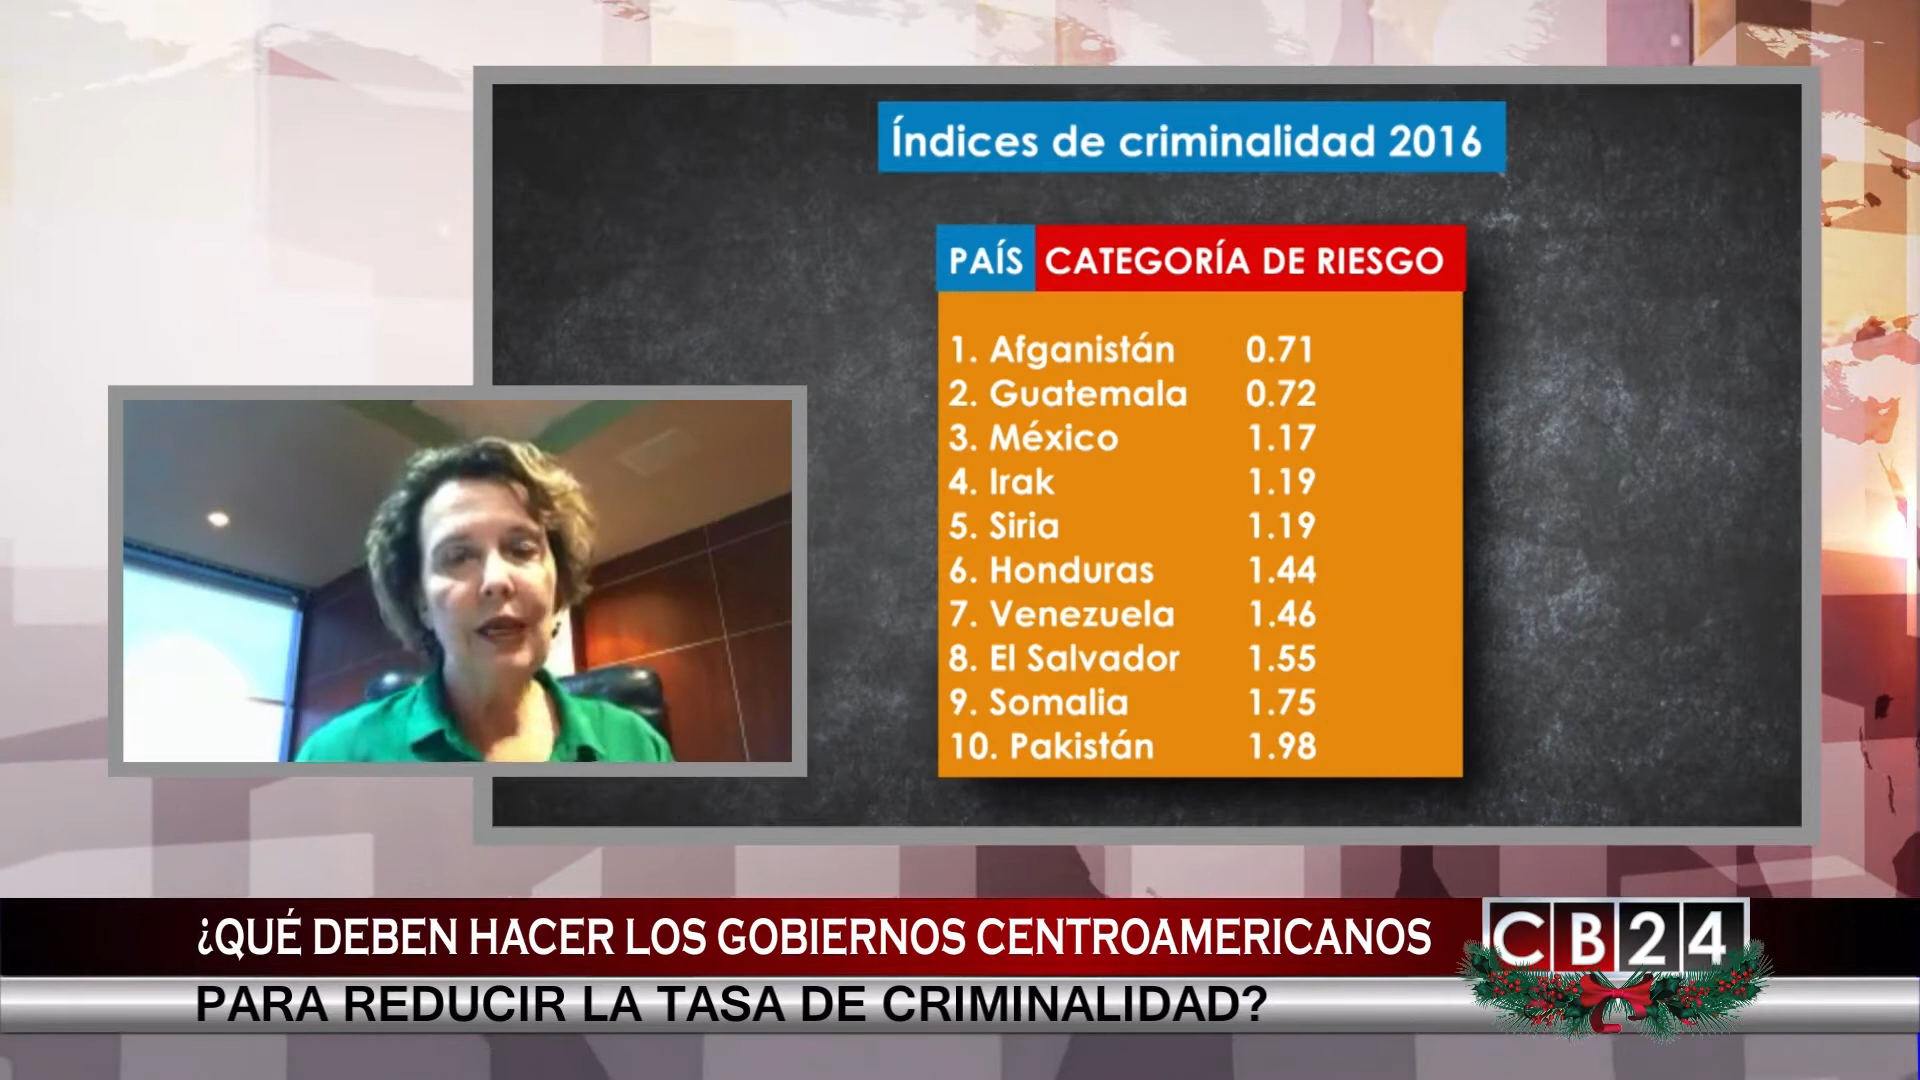 Índices de criminalidad 2016
PAÍS CATEGORÍA DE RIESGO
1. Afganistán 0.71
2. Guatemala 0.72
3. México 1.17
4. Irak 1.19
5. Siria 1.19
6. Honduras 1.44
7. Venezuela 1.46
8. El Salvador 1.55
9. Somalia 1.75
10. Pakistán 1.98
¿QUÉ DEBEN HACER LOS GOBIERNOS CENTROAMERICANOS
PARA REDUCIR LA TASA DE CRIMINALIDAD?
CB24